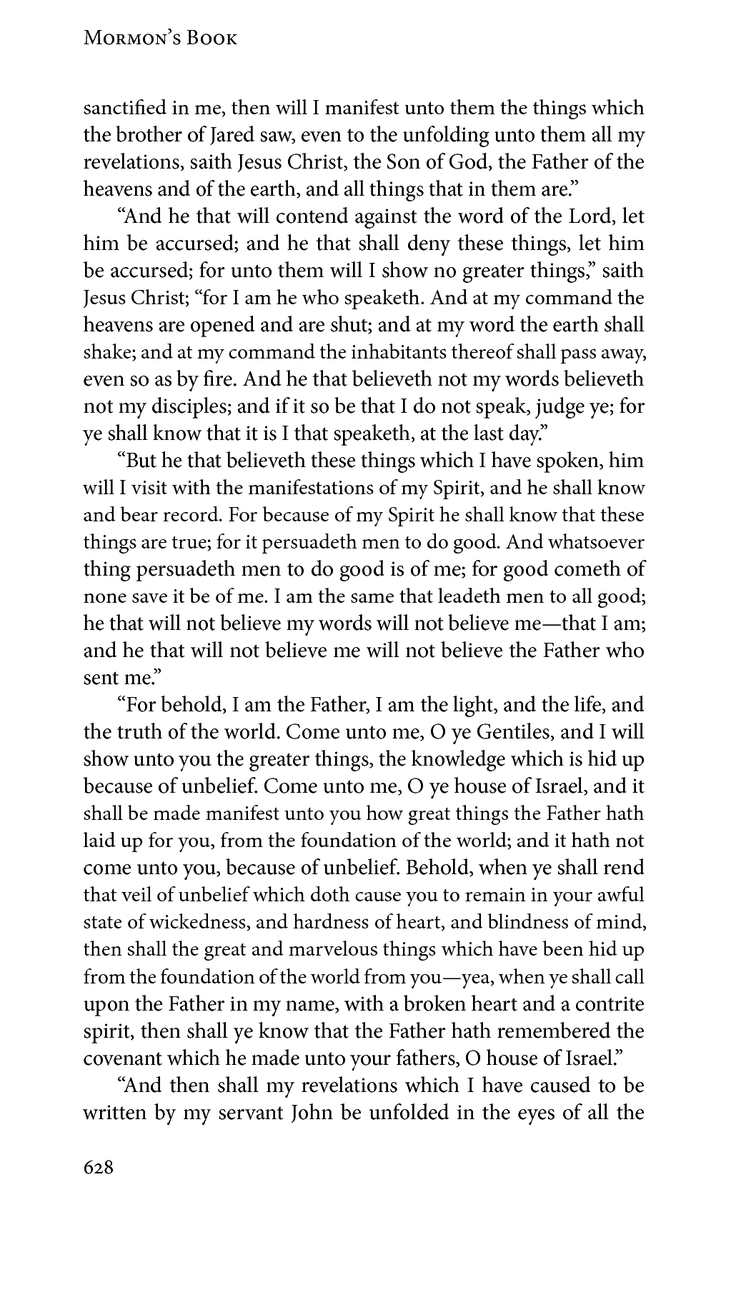 Mormon’s Book
sanctified in me, then will I manifest unto them the things which
the brother of Jared saw, even to the unfolding unto them all my
revelations, saith Jesus Christ, the Son of God, the Father of the
heavens and of the earth, and all things that in them are.”
“And he that will contend against the word of the Lord, let
him be accursed; and he that shall deny these things, let him
be accursed; for unto them will I show no greater things,” saith
Jesus Christ; “for I am he who speaketh. And at my command the
heavens are opened and are shut; and at my word the earth shall
shake; and at my command the inhabitants thereof shall pass away,
even so as by fire. And he that believeth not my words believeth
not my disciples; and if it so be that I do not speak, judge ye; for
ye shall know that it is I that speaketh, at the last day.”
“But he that believeth these things which I have spoken, him
will I visit with the manifestations of my Spirit, and he shall know
and bear record. For because of my Spirit he shall know that these
things are true; for it persuadeth men to do good. And whatsoever
thing persuadeth men to do good is of me; for good cometh of
none save it be of me. I am the same that leadeth men to all good;
he that will not believe my words will not believe me—that I am;
and he that will not believe me will not believe the Father who
sent me.”
“For behold, I am the Father, I am the light, and the life, and
the truth of the world. Come unto me, O ye Gentiles, and I will
show unto you the greater things, the knowledge which is hid up
because of unbelief. Come unto me, O ye house of Israel, and it
shall be made manifest unto you how great things the Father hath
laid up for you, from the foundation of the world; and it hath not
come unto you, because of unbelief. Behold, when ye shall rend
that veil of unbelief which doth cause you to remain in your awful
state of wickedness, and hardness of heart, and blindness of mind,
then shall the great and marvelous things which have been hid up
from the foundation of the world from you—yea, when ye shall call
upon the Father in my name, with a broken heart and a contrite
spirit, then shall ye know that the Father hath remembered the
covenant which he made unto your fathers, O house of Israel.”
“And then shall my revelations which I have caused to be
written by my servant John be unfolded in the eyes of all the
628